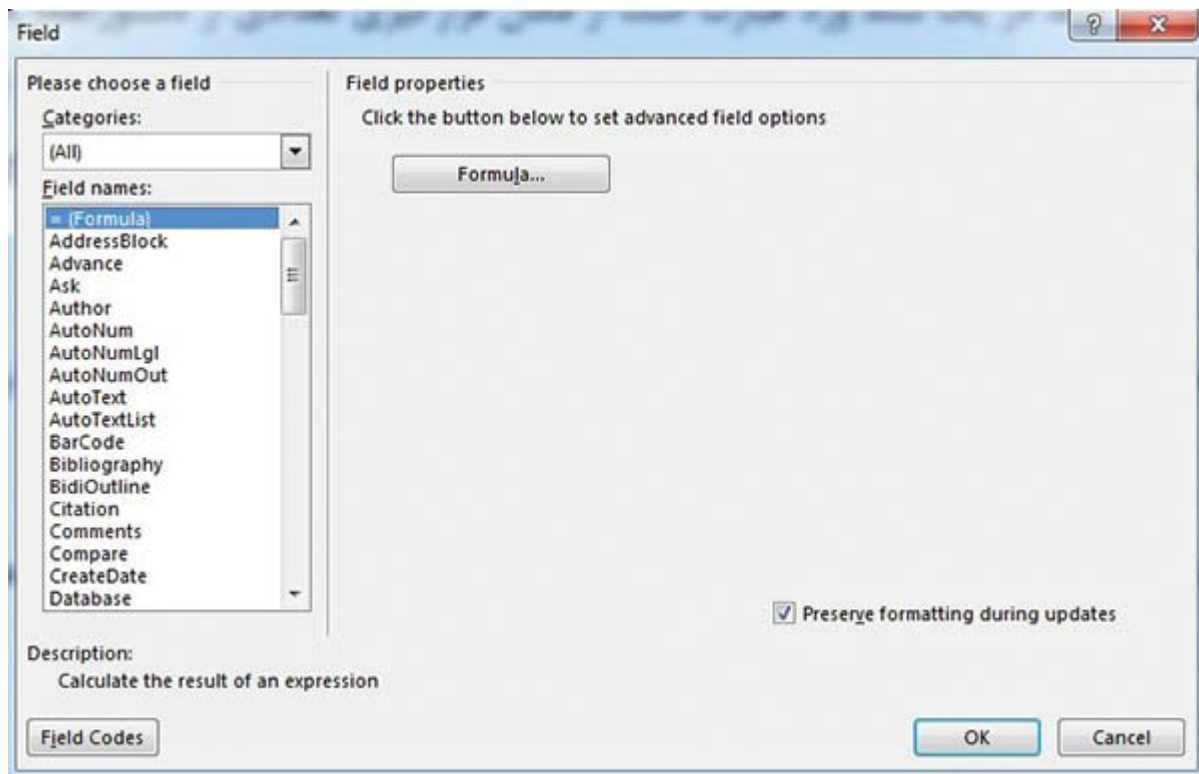 Field
Please choose a field
Categories:
(All)
Field names:
= (Formula)
AddressBlock
Advance
Ask
Author
AutoNum
AutoNumLgl
AutoNumOut
AutoText
AutoTextList
BarCode
Bibliography
BidiOutline
Citation
Comments
Compare
CreateDate
Database
Field properties
Click the button below to set advanced field options
Formula...
Preserve formatting during updates
Description:
Calculate the result of an expression
Field Codes
OK
Cancel